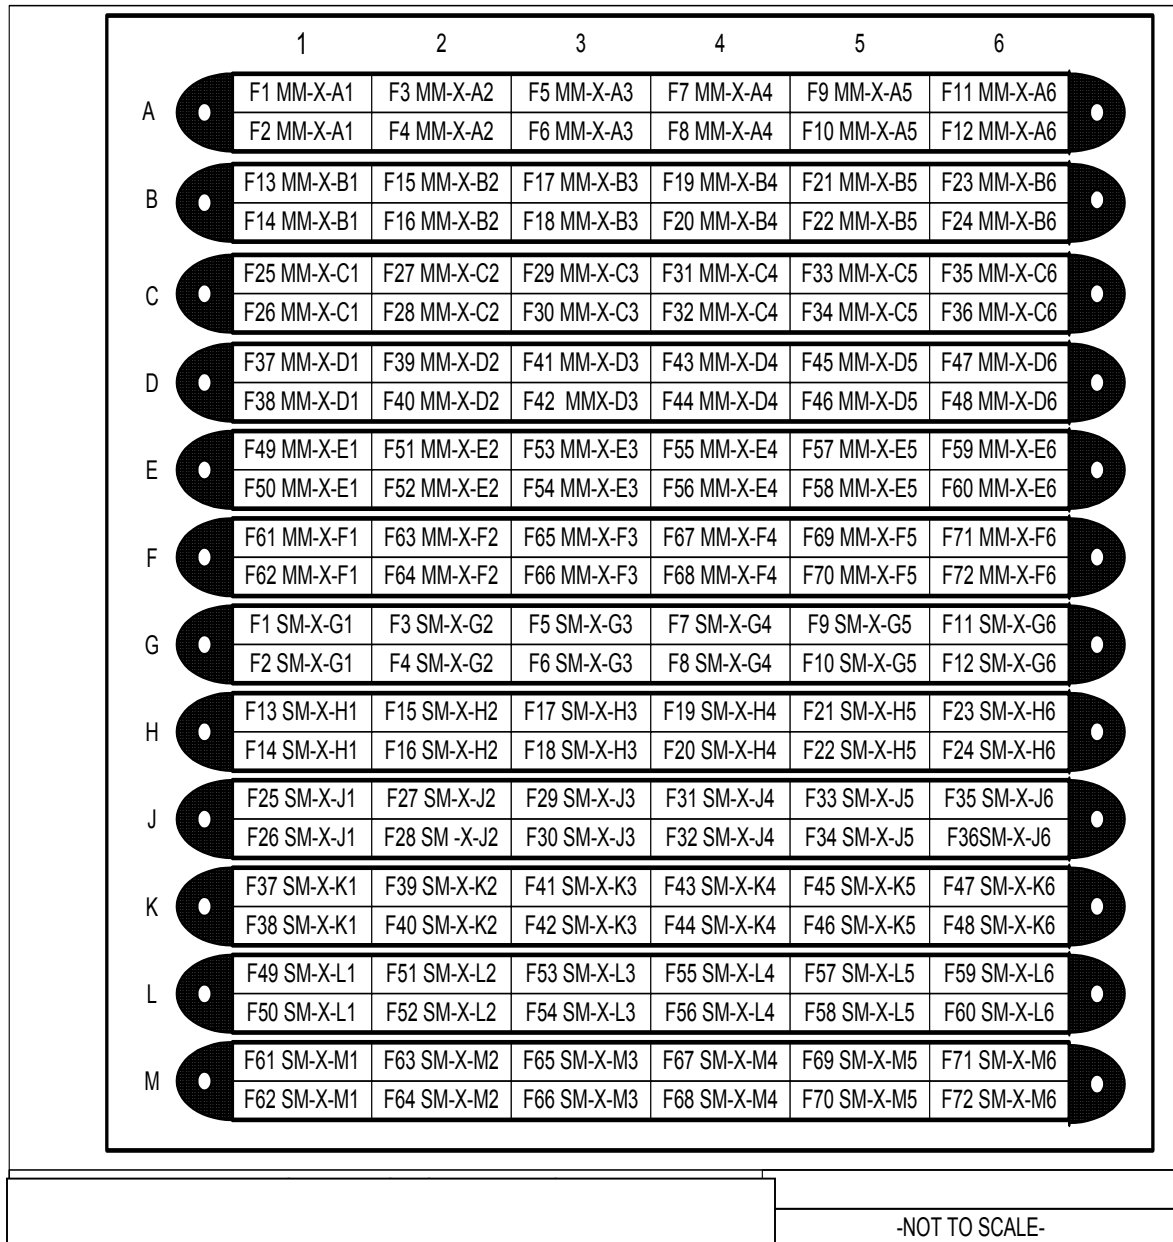 1 2 3 4 5 6
F1 MM-X-A1 F3 MM-X-A2 F5 MM-X-A3 F7 MM-X-A4 F9 MM-X-A5 F11 MM-X-A6
A
F2 MM-X-A1 F4 MM-X-A2 F6 MM-X-A3 F8 MM-X-A4 F10 MM-X-A5 F12 MM-X-A6
F13 MM-X-B1 F15 MM-X-B2 F17 MM-X-B3 F19 MM-X-B4 F21 MM-X-B5 F23 MM-X-B6
B
F14 MM-X-B1 F16 MM-X-B2 F18 MM-X-B3 F20 MM-X-B4 F22 MM-X-B5 F24 MM-X-B6
F25 MM-X-C1 F27 MM-X-C2 F29 MM-X-C3 F31 MM-X-C4 F33 MM-X-C5 F35 MM-X-C6
C
F26 MM-X-C1 F28 MM-X-C2 F30 MM-X-C3 F32 MM-X-C4 F34 MM-X-C5 F36 MM-X-C6
F37 MM-X-D1 F39 MM-X-D2 F41 MM-X-D3 F43 MM-X-D4 F45 MM-X-D5 F47 MM-X-D6
D
F38 MM-X-D1 F40 MM-X-D2 F42 MMX-D3 F44 MM-X-D4 F46 MM-X-D5 F48 MM-X-D6
F49 MM-X-E1 F51 MM-X-E2 F53 MM-X-E3 F55 MM-X-E4 F57 MM-X-E5 F59 MM-X-E6
E
F50 MM-X-E1 F52 MM-X-E2 F54 MM-X-E3 F56 MM-X-E4 F58 MM-X-E5 F60 MM-X-E6
F61 MM-X-F1 F63 MM-X-F2 F65 MM-X-F3 F67 MM-X-F4 F69 MM-X-F5 F71 MM-X-F6
F
F62 MM-X-F1 F64 MM-X-F2 F66 MM-X-F3 F68 MM-X-F4 F70 MM-X-F5 F72 MM-X-F6
F1 SM-X-G1 F3 SM-X-G2 F5 SM-X-G3 F7 SM-X-G4 F9 SM-X-G5 F11 SM-X-G6
G
F2 SM-X-G1 F4 SM-X-G2 F6 SM-X-G3 F8 SM-X-G4 F10 SM-X-G5 F12 SM-X-G6
F13 SM-X-H1 F15 SM-X-H2 F17 SM-X-H3 F19 SM-X-H4 F21 SM-X-H5 F23 SM-X-H6
H
F14 SM-X-H1 F16 SM-X-H2 F18 SM-X-H3 F20 SM-X-H4 F22 SM-X-H5 F24 SM-X-H6
F25 SM-X-J1 F27 SM-X-J2 F29 SM-X-J3 F31 SM-X-J4 F33 SM-X-J5 F35 SM-X-J6
J
F26 SM-X-J1 F28 SM -X-J2 F30 SM-X-J3 F32 SM-X-J4 F34 SM-X-J5 F36SM-X-J6
F37 SM-X-K1 F39 SM-X-K2 F41 SM-X-K3 F43 SM-X-K4 F45 SM-X-K5 F47 SM-X-K6
K
F38 SM-X-K1 F40 SM-X-K2 F42 SM-X-K3 F44 SM-X-K4 F46 SM-X-K5 F48 SM-X-K6
F49 SM-X-L1 F51 SM-X-L2 F53 SM-X-L3 F55 SM-X-L4 F57 SM-X-L5 F59 SM-X-L6
L
F50 SM-X-L1 F52 SM-X-L2 F54 SM-X-L3 F56 SM-X-L4 F58 SM-X-L5 F60 SM-X-L6
F61 SM-X-M1 F63 SM-X-M2 F65 SM-X-M3 F67 SM-X-M4 F69 SM-X-M5 F71 SM-X-M6
M
F62 SM-X-M1 F64 SM-X-M2 F66 SM-X-M3 F68 SM-X-M4 F70 SM-X-M5 F72 SM-X-M6
-NOT TO SCALE-